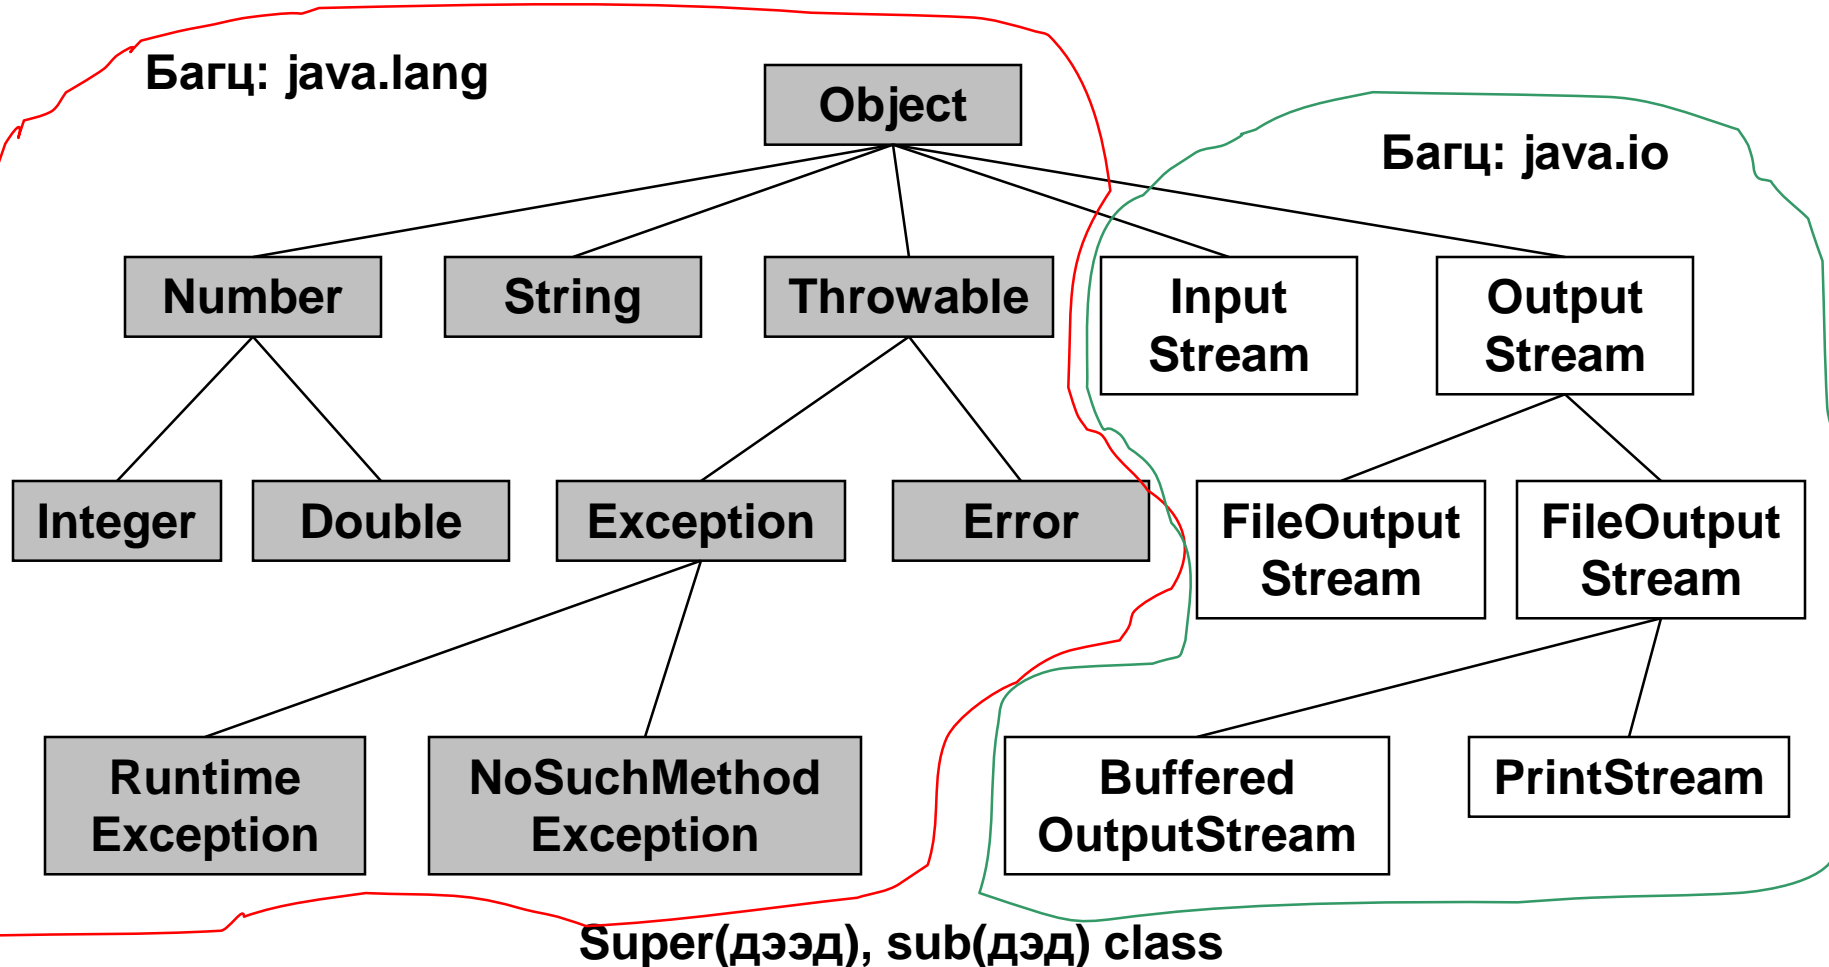 Багц: java.lang
Object
Багц: java.io
Number
String
Throwable
Input
Stream
Output
Stream
Integer
Double
Exception
Error
FileOutput
Stream
FileOutput
Stream
Runtime
Exception
NoSuchMethod
Exception
Buffered
OutputStream
PrintStream
Super(дээд), sub(дэд) class